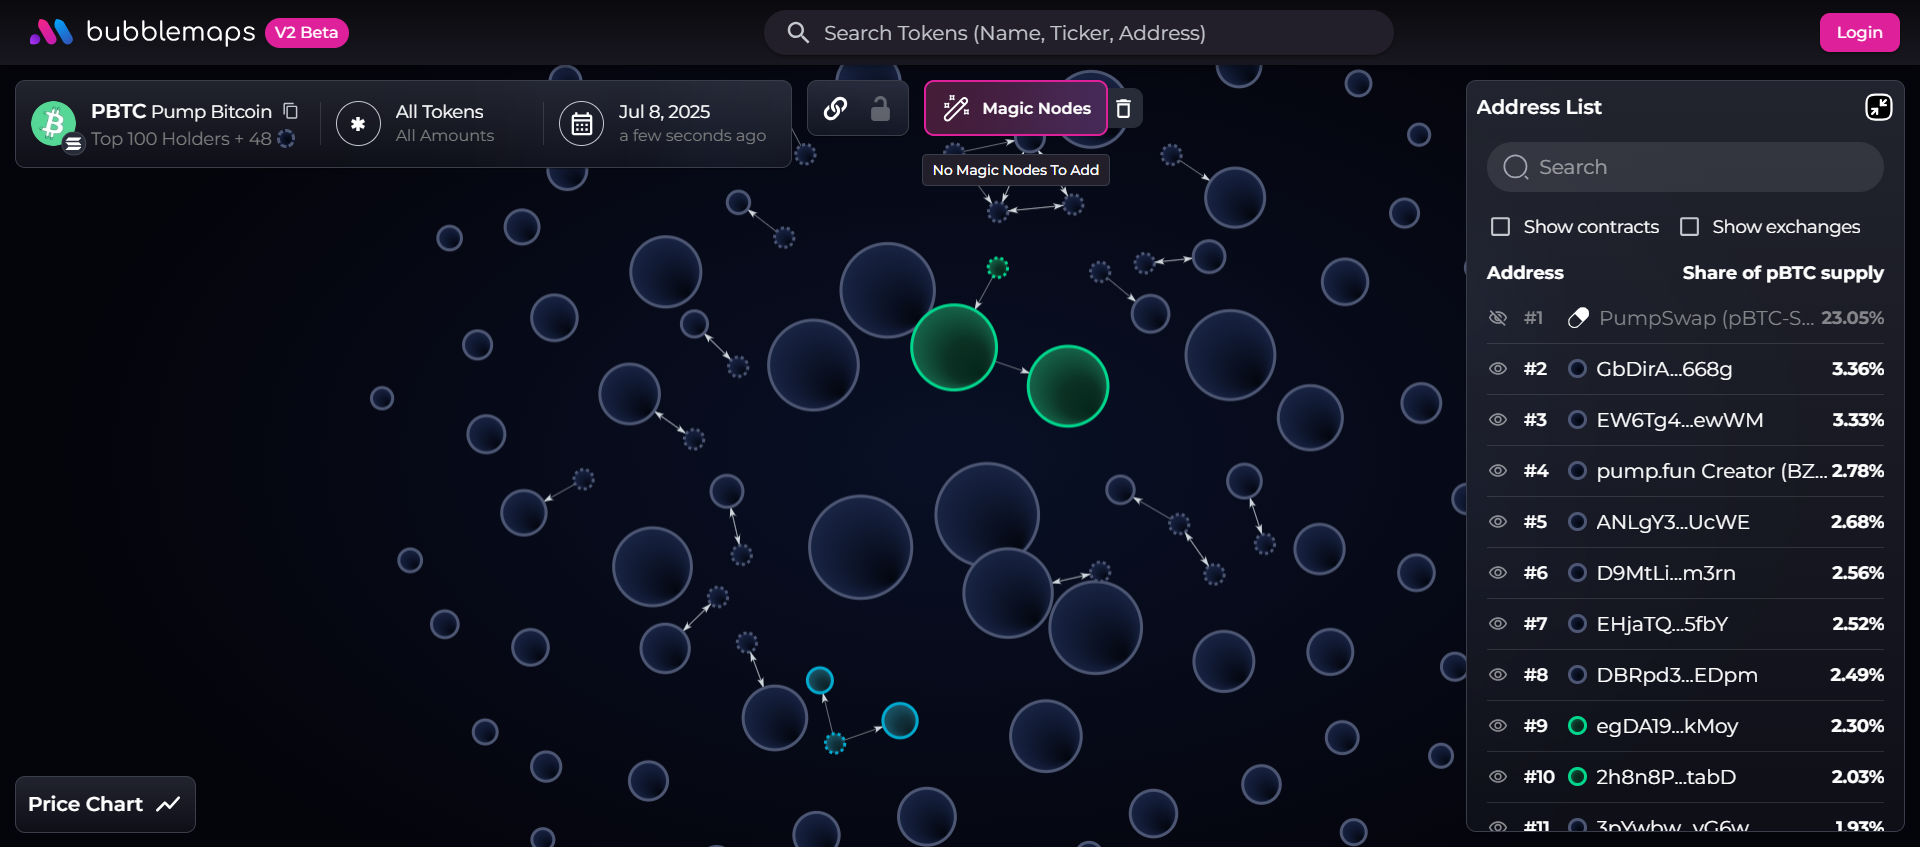 bubblemaps V2 Beta
Search Tokens (Name, Ticker, Address)
Login
PBTC Pump Bitcoin
Top 100 Holders + 48
All Tokens
All Amounts
Jul 8, 2025
a few seconds ago
Magic Nodes
No Magic Nodes To Add
Address List
Search
Show contracts
Show exchanges
Address Share of pBTC supply
#1 PumpSwap (pBTC-S... 23.05%
#2 GbDirA...668g 3.36%
#3 EW6Tg4...ewWM 3.33%
#4 pump.fun Creator (BZ... 2.78%
#5 ANLgY3...UcWE 2.68%
#6 D9MtLi...m3rn 2.56%
#7 EHjaTQ...5fbY 2.52%
#8 DBRpd3...EDpm 2.49%
#9 egDA19...kMoy 2.30%
#10 2h8n8P...tabD 2.03%
#11 3pYwbw...vG6w 1.93%
Price Chart